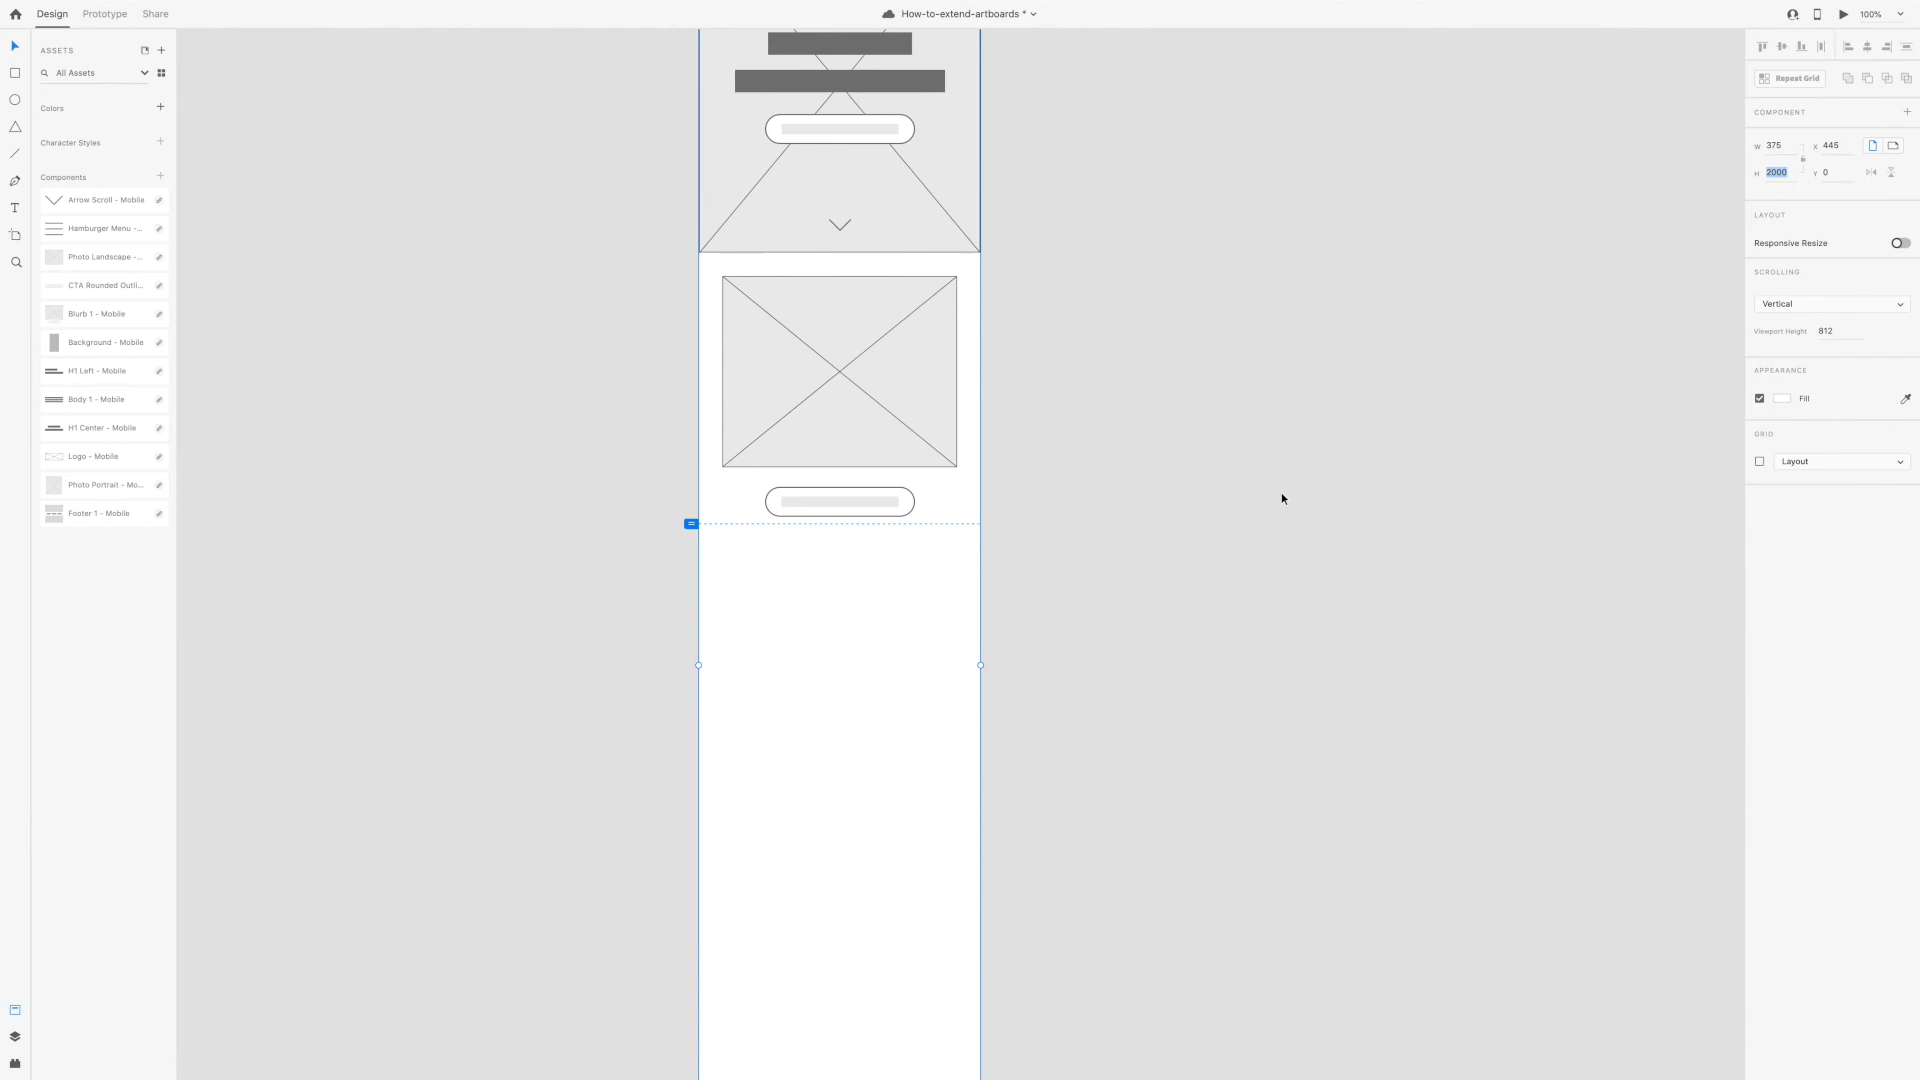 Design Prototype Share
How-to-extend-artboards *
100%
ASSETS
All Assets
Colors
Character Styles
Components
Arrow Scroll - Mobile
Hamburger Menu -...
Photo Landscape -...
CTA Rounded Outli...
Blurb 1 - Mobile
Background - Mobile
H1 Left - Mobile
Body 1 - Mobile
H1 Center - Mobile
Logo - Mobile
Photo Portrait - Mo...
Footer 1 - Mobile
Repeat Grid
COMPONENT
W 375 X 445
H 2000 Y 0
LAYOUT
Responsive Resize
SCROLLING
Vertical
Viewport Height 812
APPEARANCE
Fill
GRID
Layout